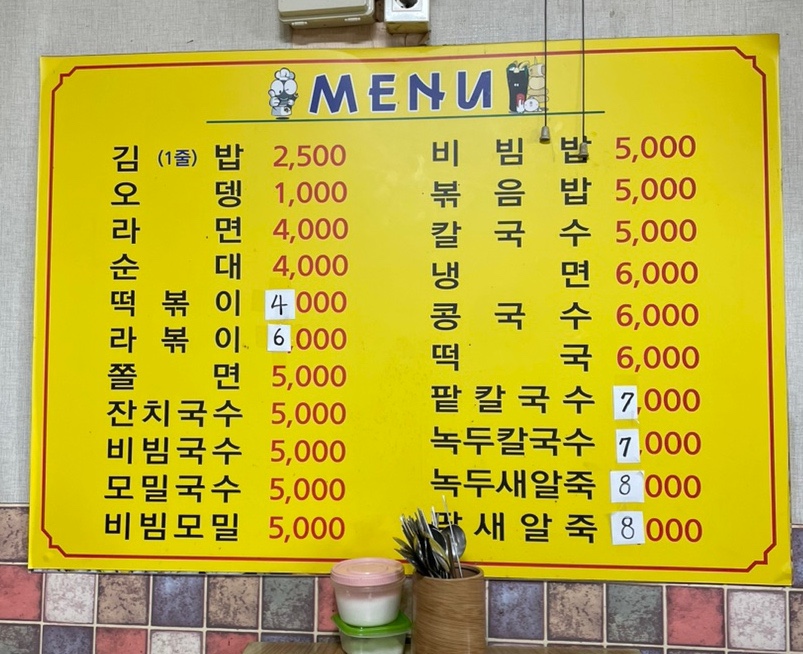 MENU
김 (1줄) 밥 2,500
오뎅 1,000
라면 4,000
순대 4,000
떡볶이 4,000
라볶이 6,000
쫄면 5,000
잔치국수 5,000
비빔국수 5,000
모밀국수 5,000
비빔모밀 5,000
비빔밥 5,000
볶음밥 5,000
칼국수 5,000
냉면 6,000
콩국수 6,000
떡국 6,000
팥칼국수 7,000
녹두칼국수 7,000
녹두새알죽 8,000
팥새알죽 8,000